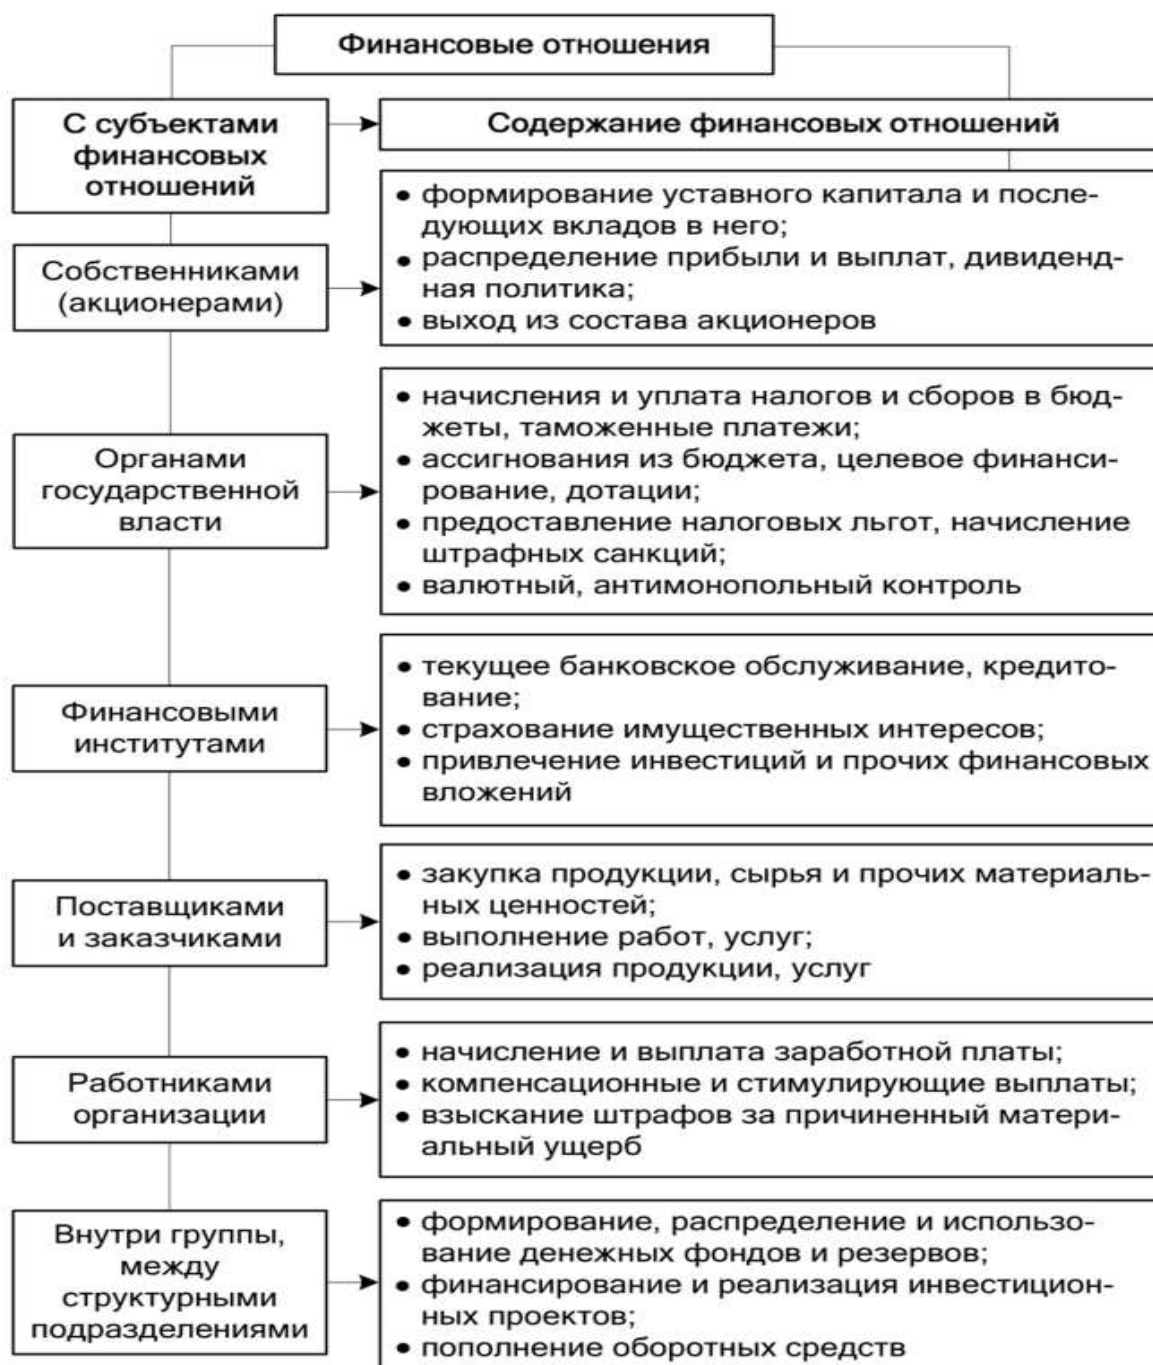 Финансовые отношения
С субъектами
финансовых
отношений
Содержание финансовых отношений
Собственниками
(акционерами)
• формирование уставного капитала и после-
дующих вкладов в него;
• распределение прибыли и выплат, дивиденд-
ная политика;
• выход из состава акционеров
Органами
государственной
власти
• начисления и уплата налогов и сборов в бюд-
жеты, таможенные платежи;
• ассигнования из бюджета, целевое финанси-
рование, дотации;
• предоставление налоговых льгот, начисление
штрафных санкций;
• валютный, антимонопольный контроль
Финансовыми
институтами
• текущее банковское обслуживание, кредито-
вание;
• страхование имущественных интересов;
• привлечение инвестиций и прочих финансовых
вложений
Поставщиками
и заказчиками
• закупка продукции, сырья и прочих материаль-
ных ценностей;
• выполнение работ, услуг;
• реализация продукции, услуг
Работниками
организации
• начисление и выплата заработной платы;
• компенсационные и стимулирующие выплаты;
• взыскание штрафов за причиненный матери-
альный ущерб
Внутри группы,
между
структурными
подразделениями
• формирование, распределение и использо-
вание денежных фондов и резервов;
• финансирование и реализация инвестицион-
ных проектов;
• пополнение оборотных средств